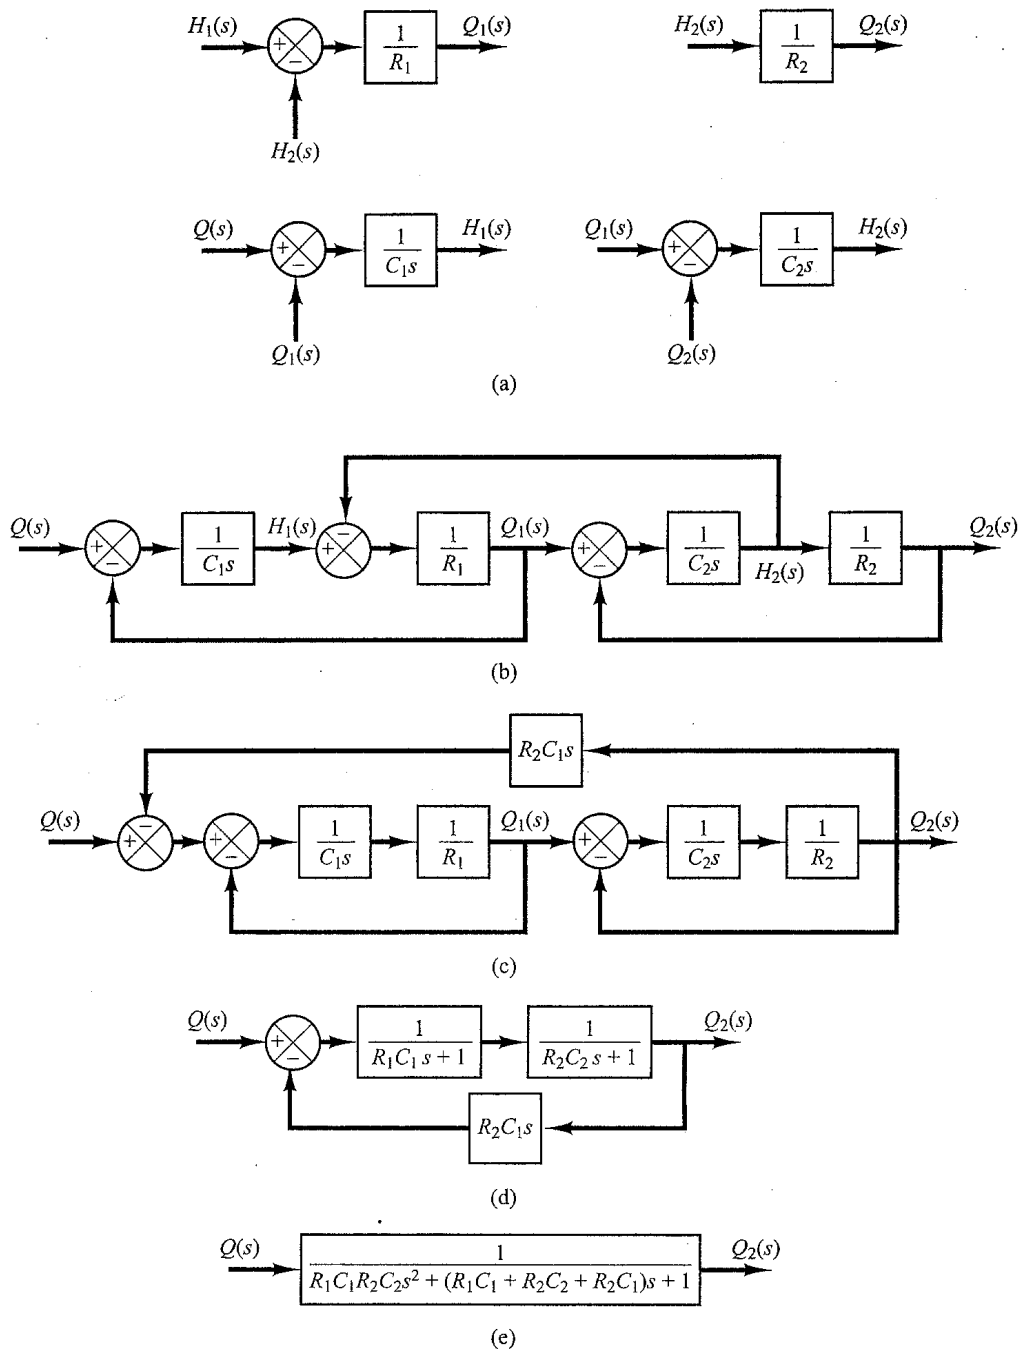 H₁(s) + − 1/R₁ Q₁(s)
H₂(s)
H₂(s) 1/R₂ Q₂(s)
Q(s) + − 1/C₁s H₁(s)
Q₁(s)
Q₁(s) + − 1/C₂s H₂(s)
Q₂(s)
(a)
Q(s) + − 1/C₁s H₁(s) + − 1/R₁ Q₁(s) + − 1/C₂s H₂(s) 1/R₂ Q₂(s)
(b)
R₂C₁s
Q(s) + − + − 1/C₁s 1/R₁ Q₁(s) + − 1/C₂s 1/R₂ Q₂(s)
(c)
Q(s) + − 1/(R₁C₁s + 1) 1/(R₂C₂s + 1) Q₂(s)
R₂C₁s
(d)
Q(s) 1/(R₁C₁R₂C₂s² + (R₁C₁ + R₂C₂ + R₂C₁)s + 1) Q₂(s)
(e)